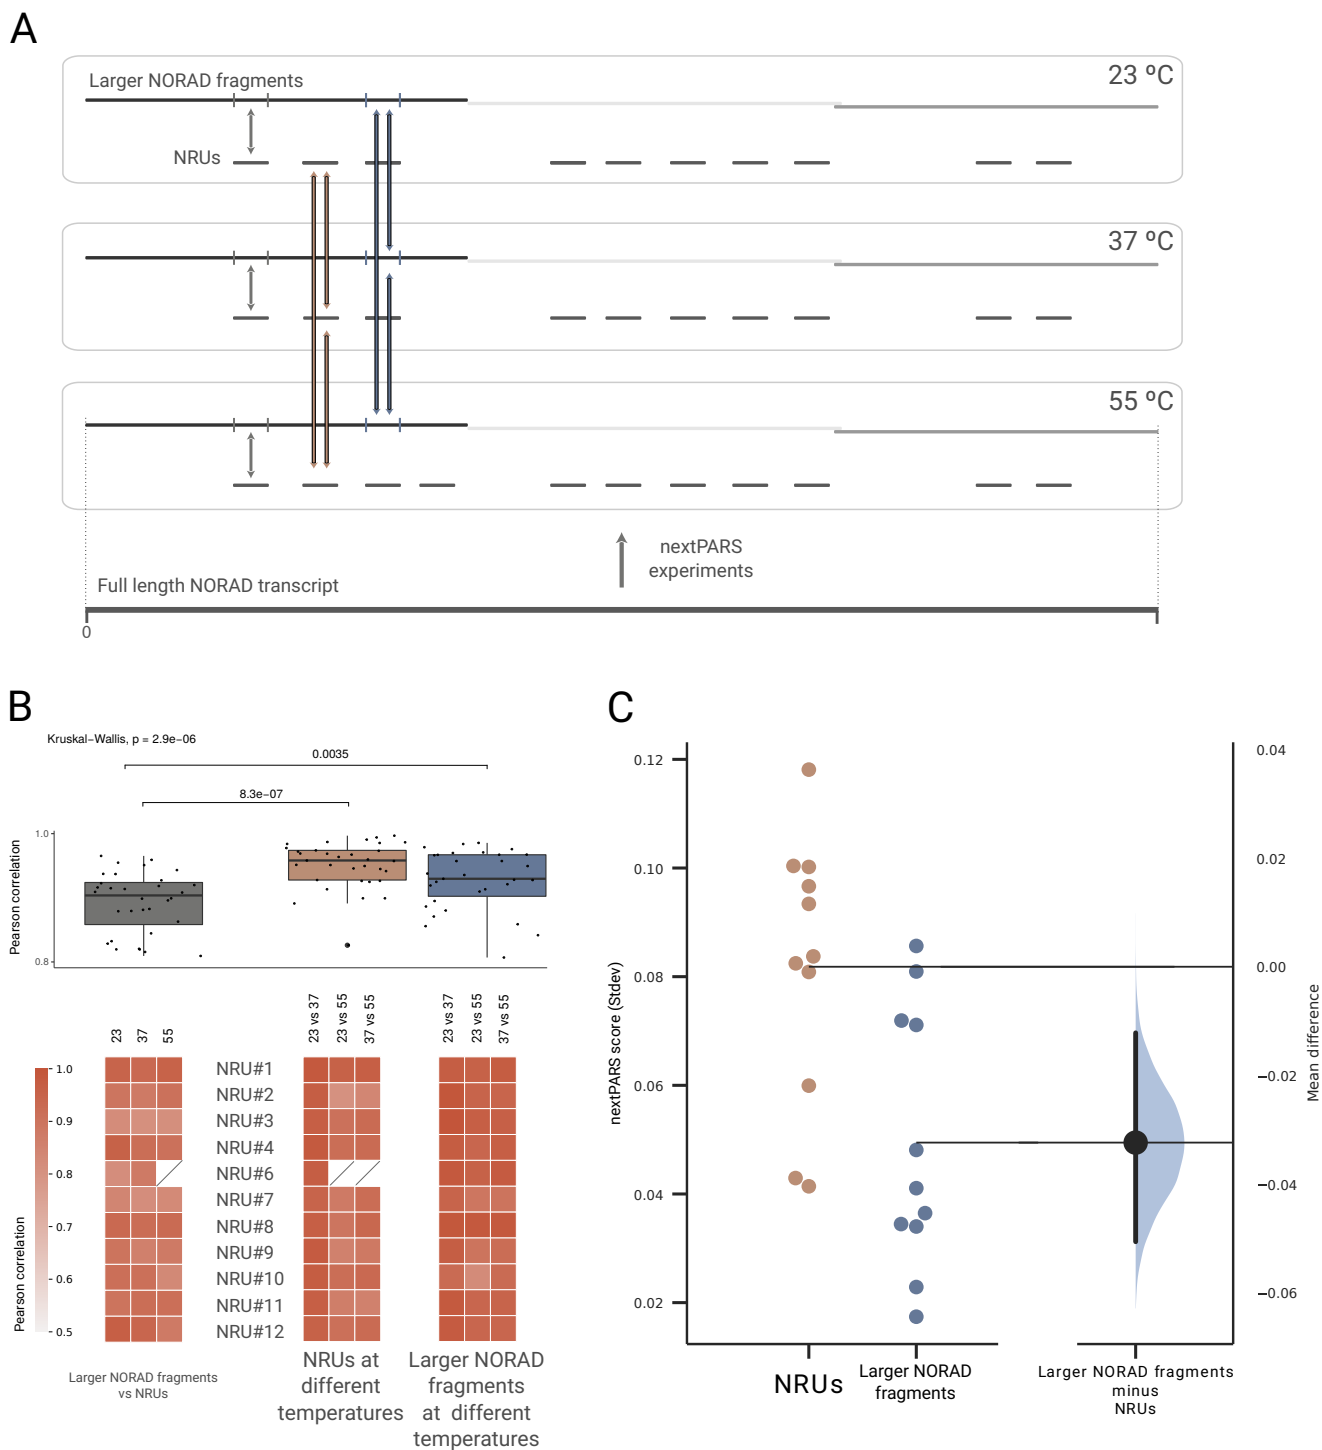 A
Larger NORAD fragments
23 ºC
NRUs
37 ºC
55 ºC
nextPARS
experiments
Full length NORAD transcript
0
B
Kruskal−Wallis, p = 2.9e−06
0.0035
8.3e−07
1.0
0.8
Pearson correlation
23
37
55
23 vs 37
23 vs 55
37 vs 55
23 vs 37
23 vs 55
37 vs 55
NRU#1
NRU#2
NRU#3
NRU#4
NRU#6
NRU#7
NRU#8
NRU#9
NRU#10
NRU#11
NRU#12
1.0
0.9
0.8
0.7
0.6
0.5
Pearson correlation
Larger NORAD fragments
vs NRUs
NRUs at
different
temperatures
Larger NORAD
fragments
at different
temperatures
C
0.12
0.10
0.08
0.06
0.04
0.02
nextPARS score (Stdev)
0.04
0.02
0.00
−0.02
−0.04
−0.06
Mean difference
NRUs
Larger NORAD
fragments
Larger NORAD fragments
minus
NRUs